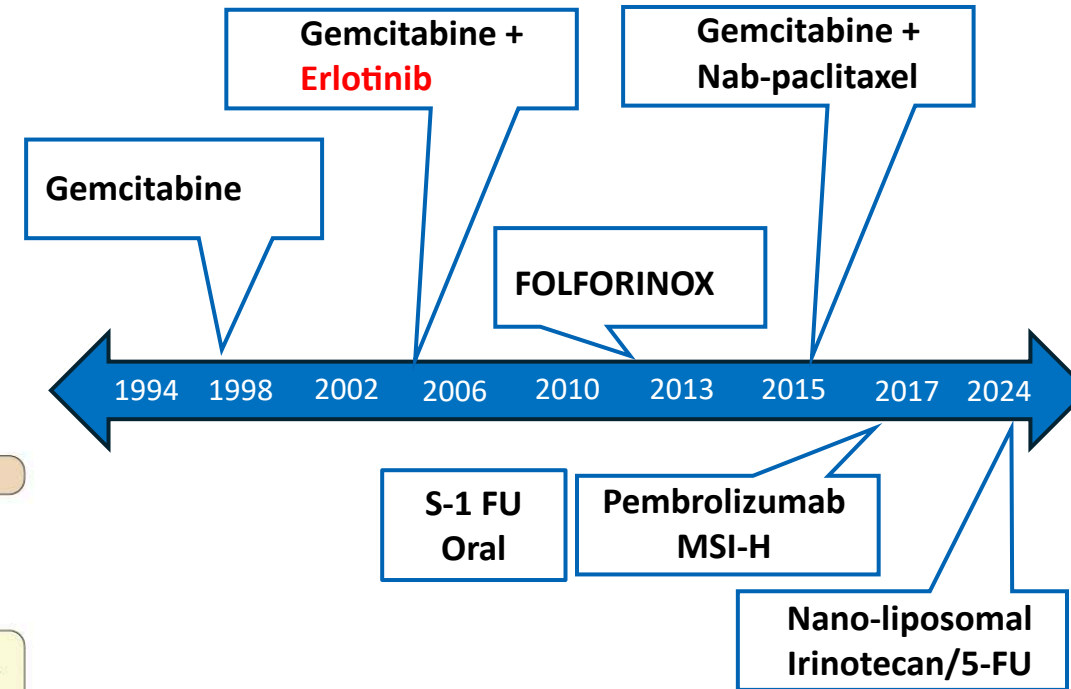 Gemcitabine +
Erlotinib
Gemcitabine +
Nab-paclitaxel
Gemcitabine
FOLFORINOX
1994 1998 2002 2006 2010 2013 2015 2017 2024
S-1 FU
Oral
Pembrolizumab
MSI-H
Nano-liposomal
Irinotecan/5-FU